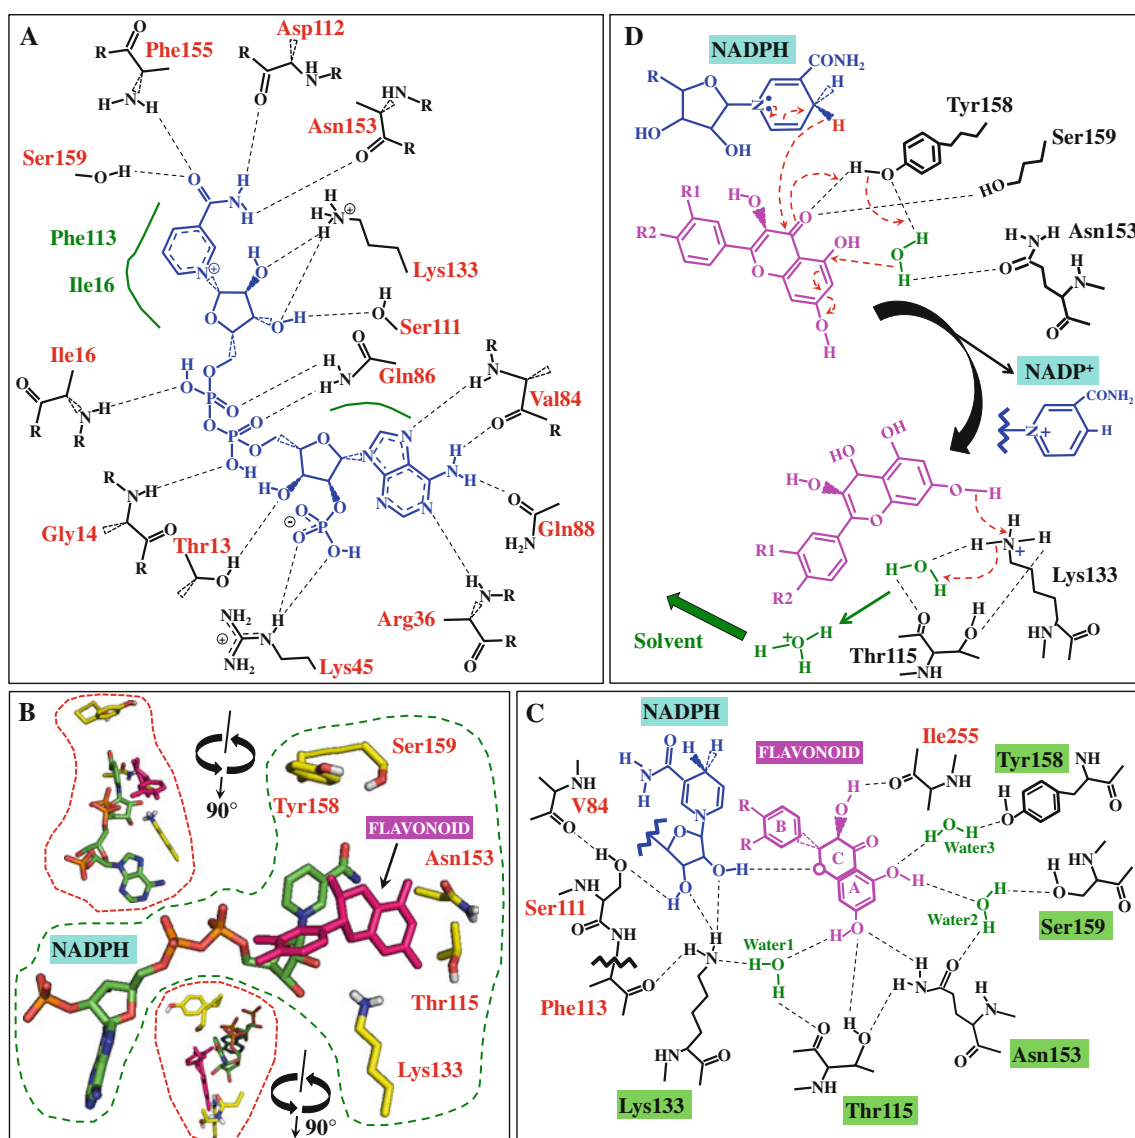 A
Phe155
Asp112
Asn153
Ser159
Phe113
Ile16
Lys133
Ser111
Ile16
Gln86
Val84
Gly14
Thr13
Gln88
Arg36
Lys45
D
NADPH
CONH2
Tyr158
Ser159
R1
R2
OH
HO
Asn153
NADP+
CONH2
R1
R2
Lys133
Thr115
Solvent
B
Ser159
Tyr158
90°
FLAVONOID
Asn153
NADPH
Thr115
Lys133
90°
C
NADPH
FLAVONOID
Ile255
Tyr158
V84
B
C
A
Water3
Ser111
Water2
Ser159
Water1
Phe113
Asn153
Lys133
Thr115